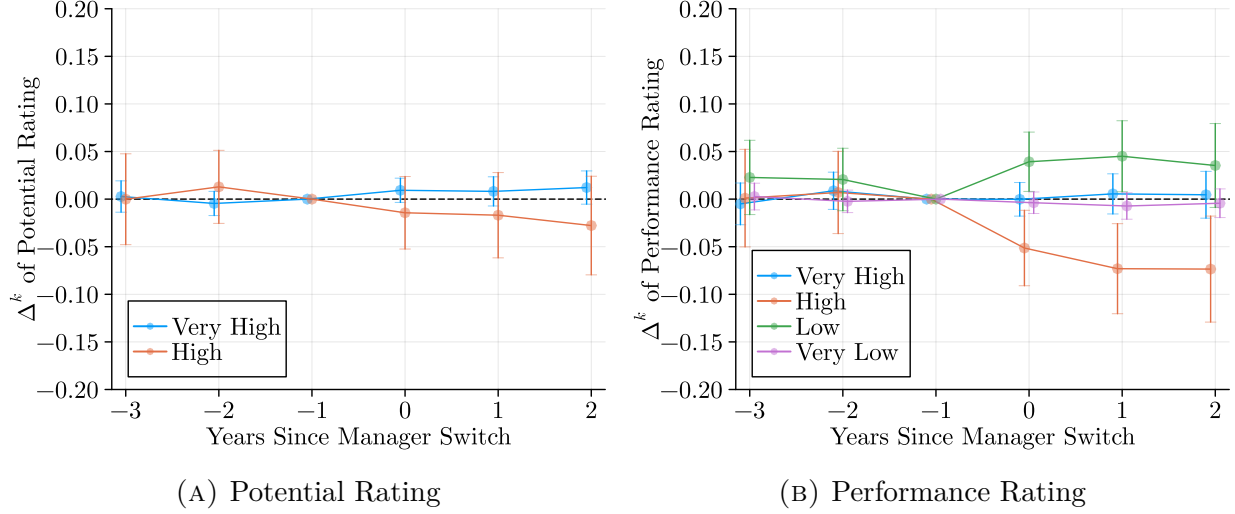 0.20
0.15
0.10
0.05
0.00
−0.05
−0.10
−0.15
−0.20
Δᵏ of Potential Rating
Very High
High
−3 −2 −1 0 1 2
Years Since Manager Switch
(A) Potential Rating
0.20
0.15
0.10
0.05
0.00
−0.05
−0.10
−0.15
−0.20
Δᵏ of Performance Rating
Very High
High
Low
Very Low
−3 −2 −1 0 1 2
Years Since Manager Switch
(B) Performance Rating